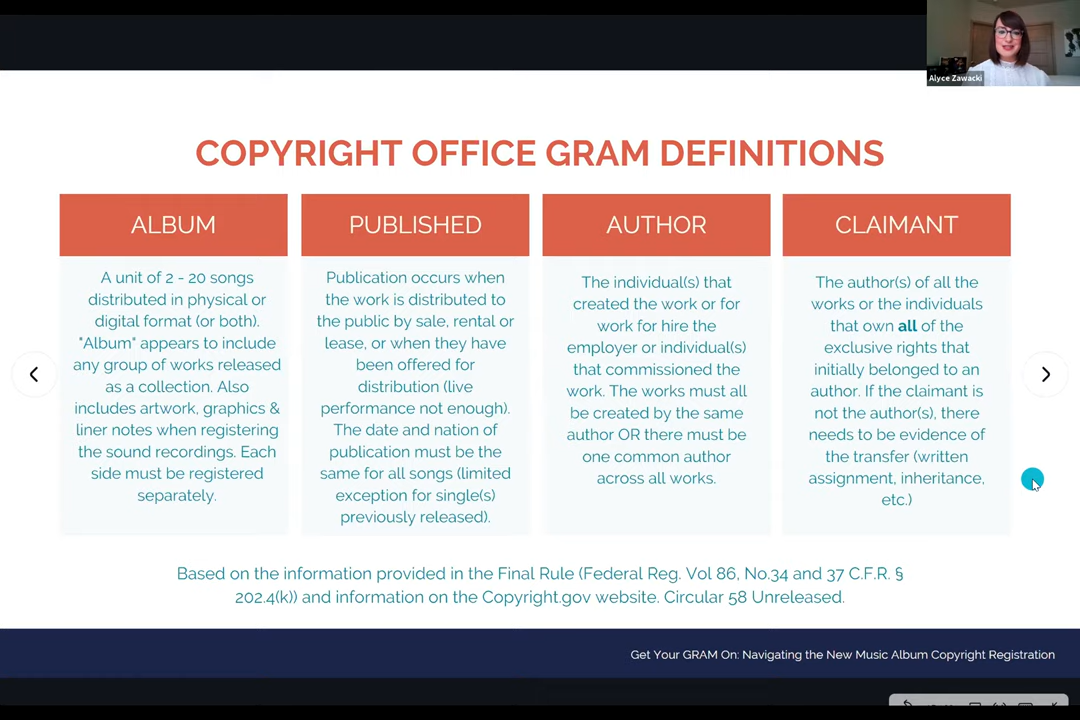 Alyce Zawacki
COPYRIGHT OFFICE GRAM DEFINITIONS
ALBUM
A unit of 2 - 20 songs
distributed in physical or
digital format (or both).
"Album" appears to include
any group of works released
as a collection. Also
includes artwork, graphics &
liner notes when registering
the sound recordings. Each
side must be registered
separately.
PUBLISHED
Publication occurs when
the work is distributed to
the public by sale, rental or
lease, or when they have
been offered for
distribution (live
performance not enough).
The date and nation of
publication must be the
same for all songs (limited
exception for single(s)
previously released).
AUTHOR
The individual(s) that
created the work or for
work for hire the
employer or individual(s)
that commissioned the
work. The works must all
be created by the same
author OR there must be
one common author
across all works.
CLAIMANT
The author(s) of all the
works or the individuals
that own all of the
exclusive rights that
initially belonged to an
author. If the claimant is
not the author(s), there
needs to be evidence of
the transfer (written
assignment, inheritance,
etc.)
Based on the information provided in the Final Rule (Federal Reg. Vol 86, No.34 and 37 C.F.R. §
202.4(k)) and information on the Copyright.gov website. Circular 58 Unreleased.
Get Your GRAM On: Navigating the New Music Album Copyright Registration